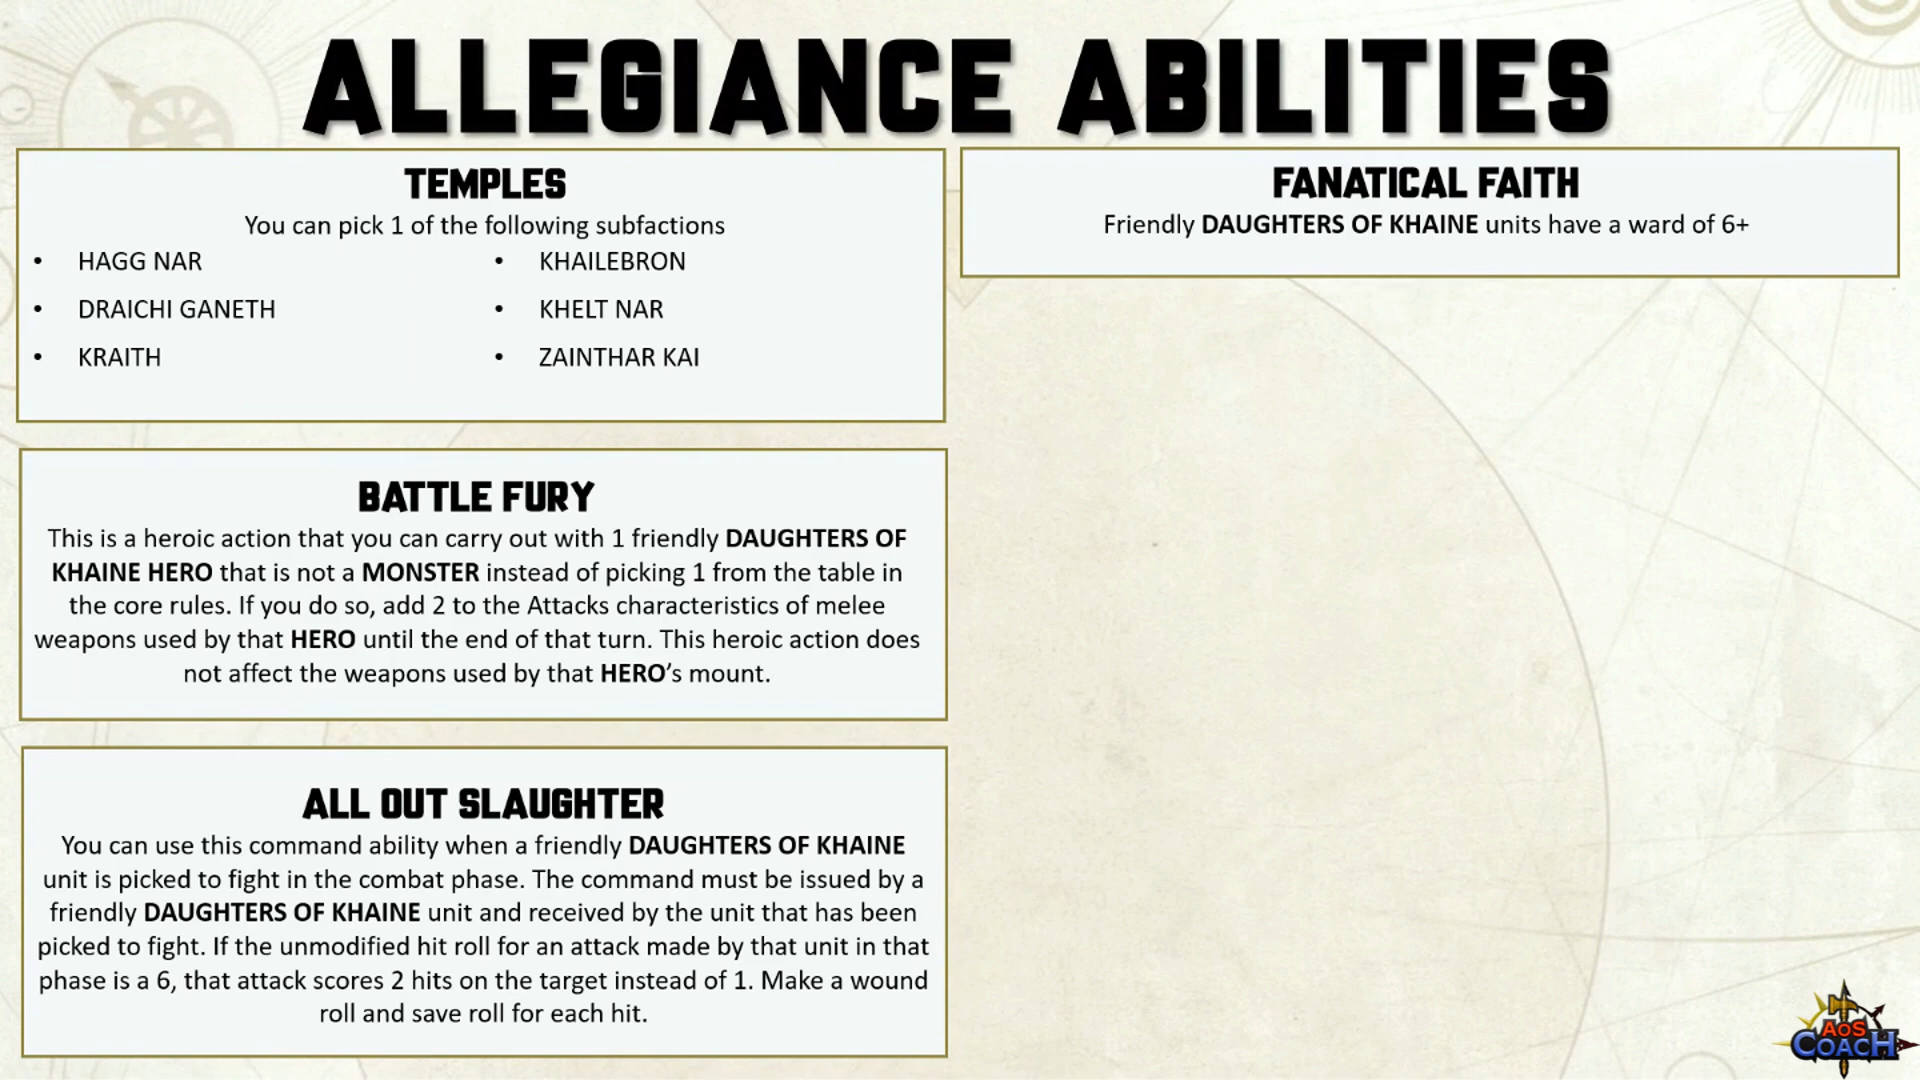 ALLEGIANCE ABILITIES
TEMPLES
You can pick 1 of the following subfactions
• HAGG NAR
• DRAICHI GANETH
• KRAITH
• KHAILEBRON
• KHELT NAR
• ZAINTHAR KAI
BATTLE FURY
This is a heroic action that you can carry out with 1 friendly DAUGHTERS OF
KHAINE HERO that is not a MONSTER instead of picking 1 from the table in
the core rules. If you do so, add 2 to the Attacks characteristics of melee
weapons used by that HERO until the end of that turn. This heroic action does
not affect the weapons used by that HERO’s mount.
ALL OUT SLAUGHTER
You can use this command ability when a friendly DAUGHTERS OF KHAINE
unit is picked to fight in the combat phase. The command must be issued by a
friendly DAUGHTERS OF KHAINE unit and received by the unit that has been
picked to fight. If the unmodified hit roll for an attack made by that unit in that
phase is a 6, that attack scores 2 hits on the target instead of 1. Make a wound
roll and save roll for each hit.
FANATICAL FAITH
Friendly DAUGHTERS OF KHAINE units have a ward of 6+
AOS
COACH